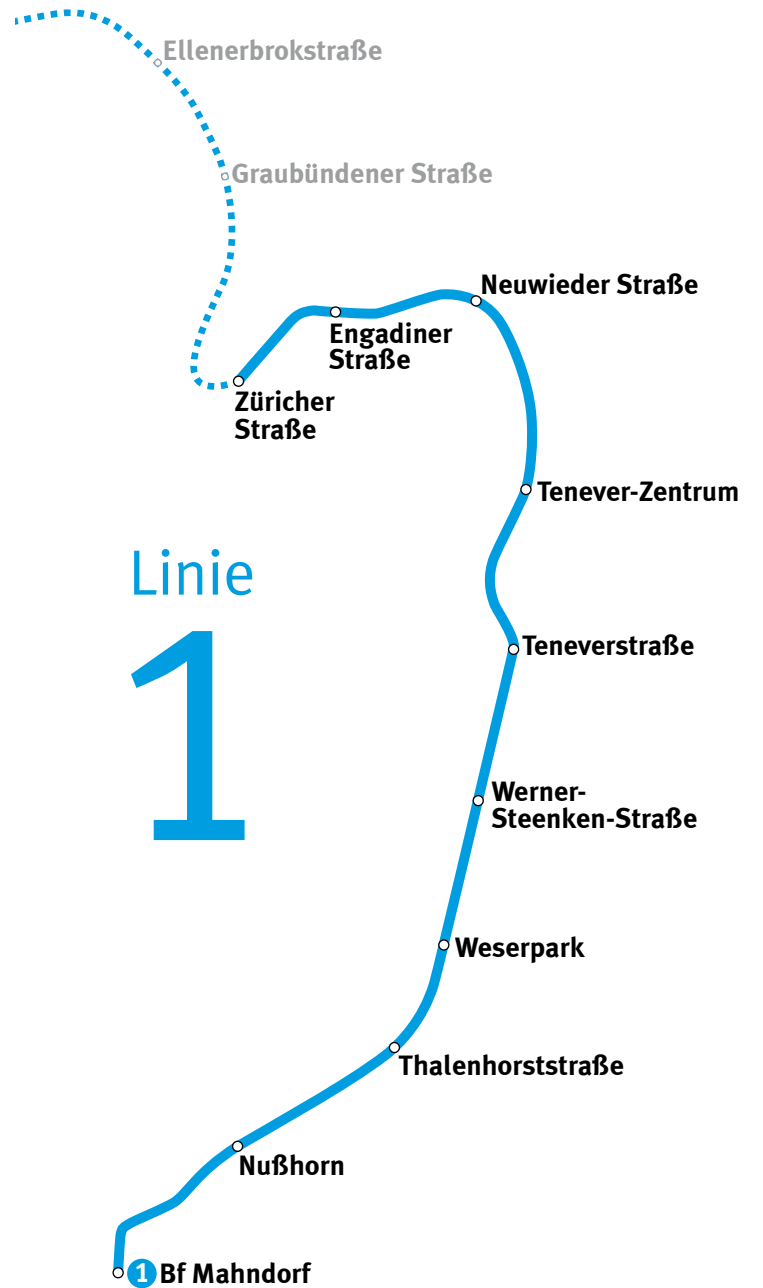 Ellenerbrokstraße
Graubündener Straße
Neuwieder Straße
Engadiner
Straße
Züricher
Straße
Tenever-Zentrum
Linie
1
Teneverstraße
Werner-
Steenken-Straße
Weserpark
Thalenhorststraße
Nußhorn
1 Bf Mahndorf